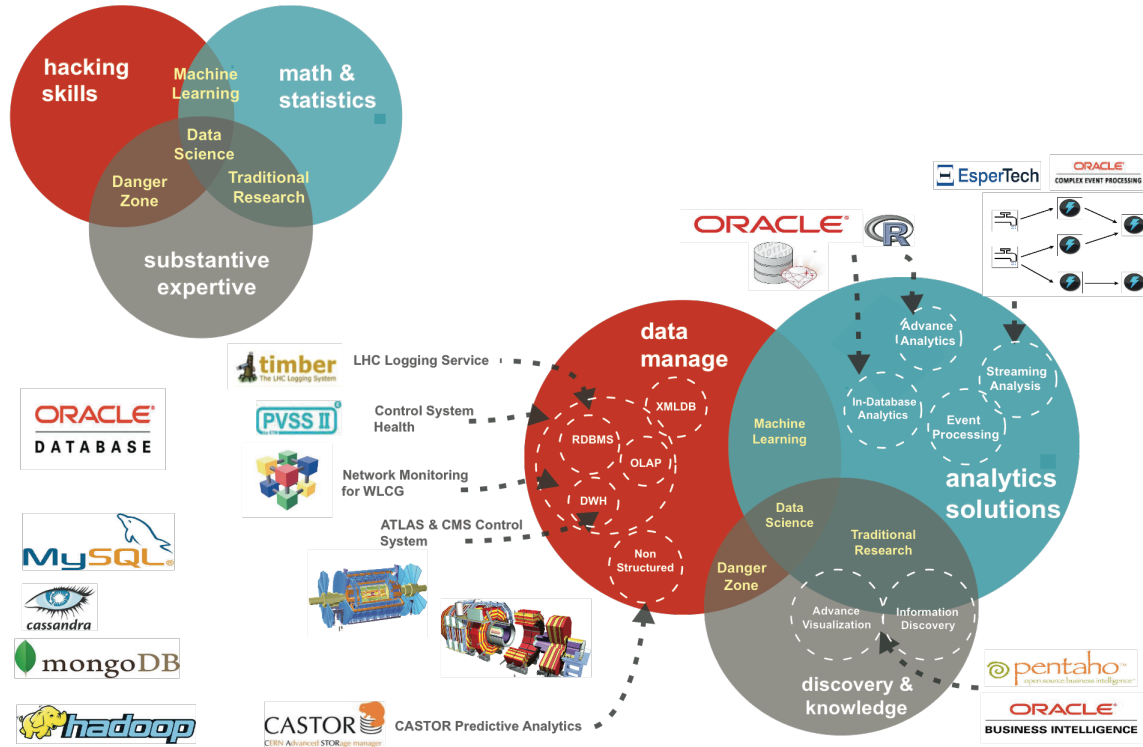 hacking
skills
Machine
Learning
math &
statistics
Data
Science
Danger
Zone
Traditional
Research
substantive
expertive
EsperTech
ORACLE®
COMPLEX EVENT PROCESSING
ORACLE®
R
data
manage
Advance
Analytics
Streaming
Analysis
In-Database
Analytics
Event
Processing
XMLDB
RDBMS
OLAP
DWH
Non
Structured
Machine
Learning
analytics
solutions
Data
Science
Traditional
Research
Danger
Zone
Advance
Visualization
Information
Discovery
discovery &
knowledge
timber
The LHC Logging System
LHC Logging Service
PVSS II
Control System
Health
Network Monitoring
for WLCG
ATLAS & CMS Control
System
ORACLE®
DATABASE
MySQL®
cassandra
mongoDB
hadoop
CASTOR
CERN Advanced STORage manager
CASTOR Predictive Analytics
pentaho™
open source business intelligence™
ORACLE®
BUSINESS INTELLIGENCE